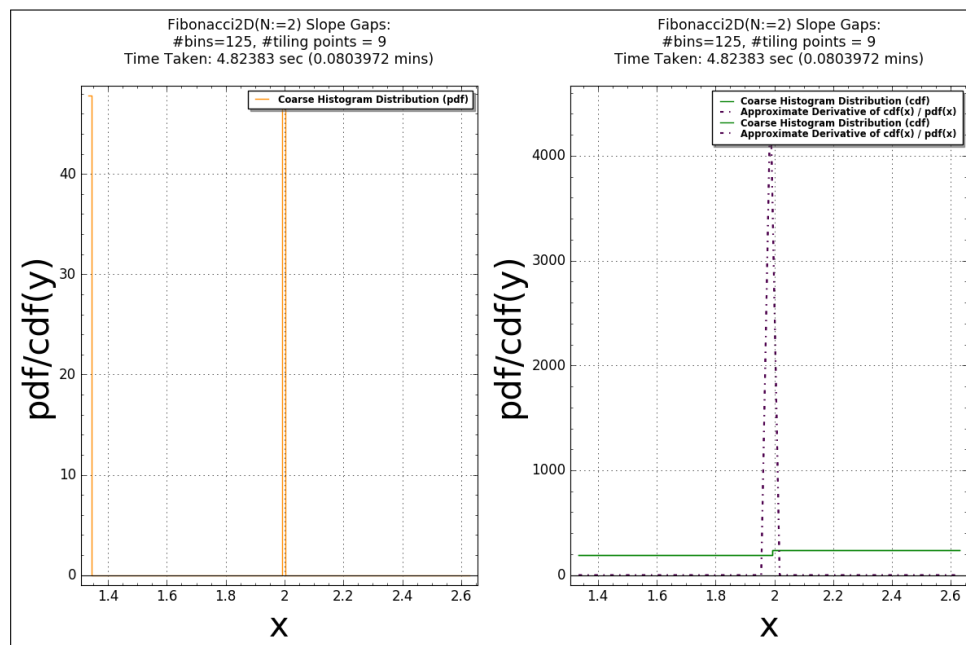 Fibonacci2D(N:=2) Slope Gaps:
#bins=125, #tiling points = 9
Time Taken: 4.82383 sec (0.0803972 mins)
Coarse Histogram Distribution (pdf)
pdf/cdf(y)
40
30
20
10
0
1.4
1.6
1.8
2
2.2
2.4
2.6
x
Fibonacci2D(N:=2) Slope Gaps:
#bins=125, #tiling points = 9
Time Taken: 4.82383 sec (0.0803972 mins)
Coarse Histogram Distribution (cdf)
Approximate Derivative of cdf(x) / pdf(x)
Coarse Histogram Distribution (cdf)
Approximate Derivative of cdf(x) / pdf(x)
pdf/cdf(y)
4000
3000
2000
1000
0
1.4
1.6
1.8
2
2.2
2.4
2.6
x